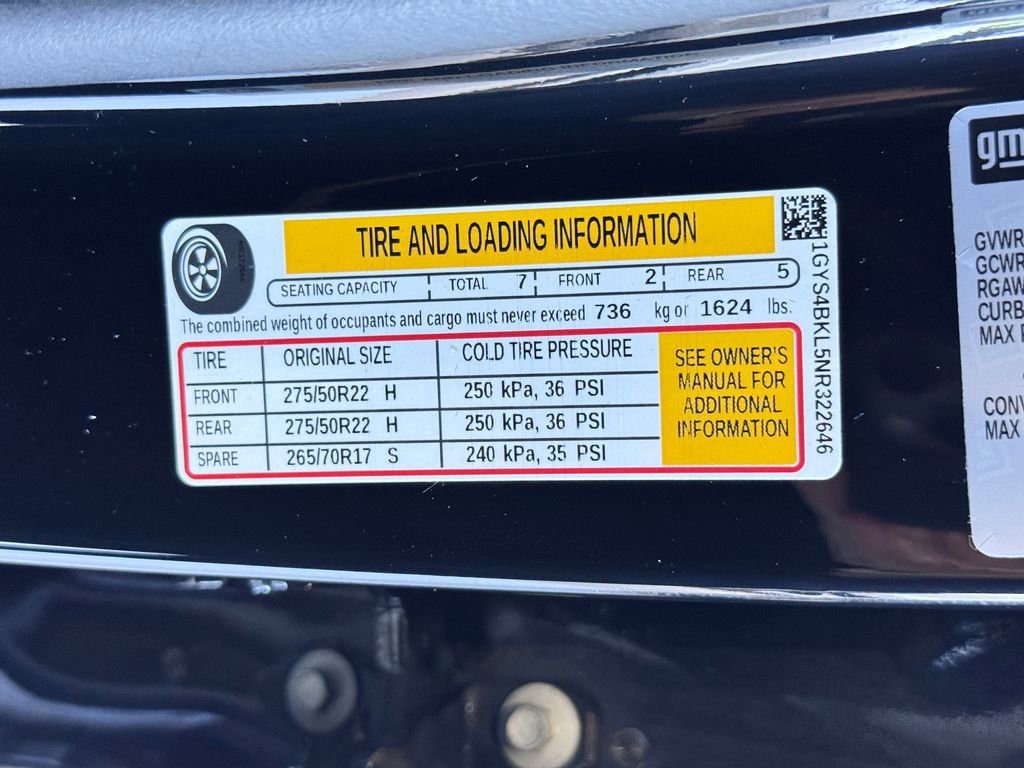 TIRE AND LOADING INFORMATION
SEATING CAPACITY TOTAL 7 FRONT 2 REAR 5
The combined weight of occupants and cargo must never exceed 736 kg or 1624 lbs.
TIRE ORIGINAL SIZE COLD TIRE PRESSURE
FRONT 275/50R22 H 250 kPa, 36 PSI
REAR 275/50R22 H 250 kPa, 36 PSI
SPARE 265/70R17 S 240 kPa, 35 PSI
SEE OWNER'S
MANUAL FOR
ADDITIONAL
INFORMATION
1GYS4BKL5NR322646
gm
GVWR
GCWR
RGAW
CURB
MAX
CONV
MAX